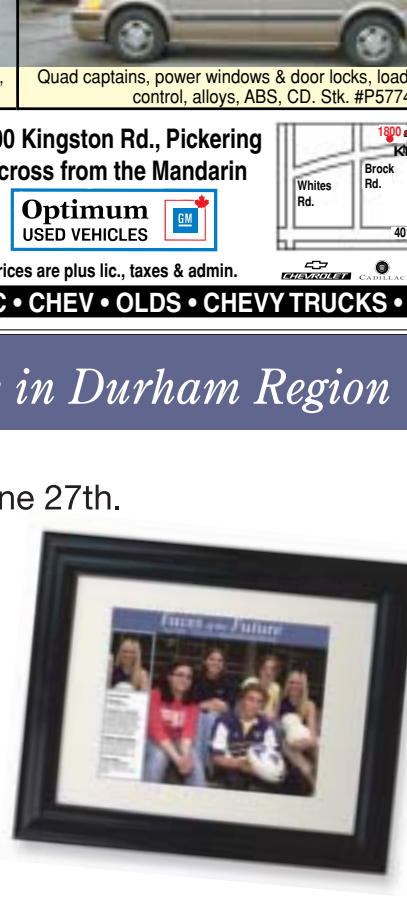 Quad captains, power windows & door locks, load
control, alloys, ABS, CD. Stk. #P5774
00 Kingston Rd., Pickering
cross from the Mandarin
Optimum
USED VEHICLES
GM
rices are plus lic., taxes & admin.
1800
Whites
Rd.
Brock
Rd.
40
CHEVROLET
CADILLAC
C • CHEV • OLDS • CHEVY TRUCKS •
in Durham Region
ne 27th.
Faces of the Future